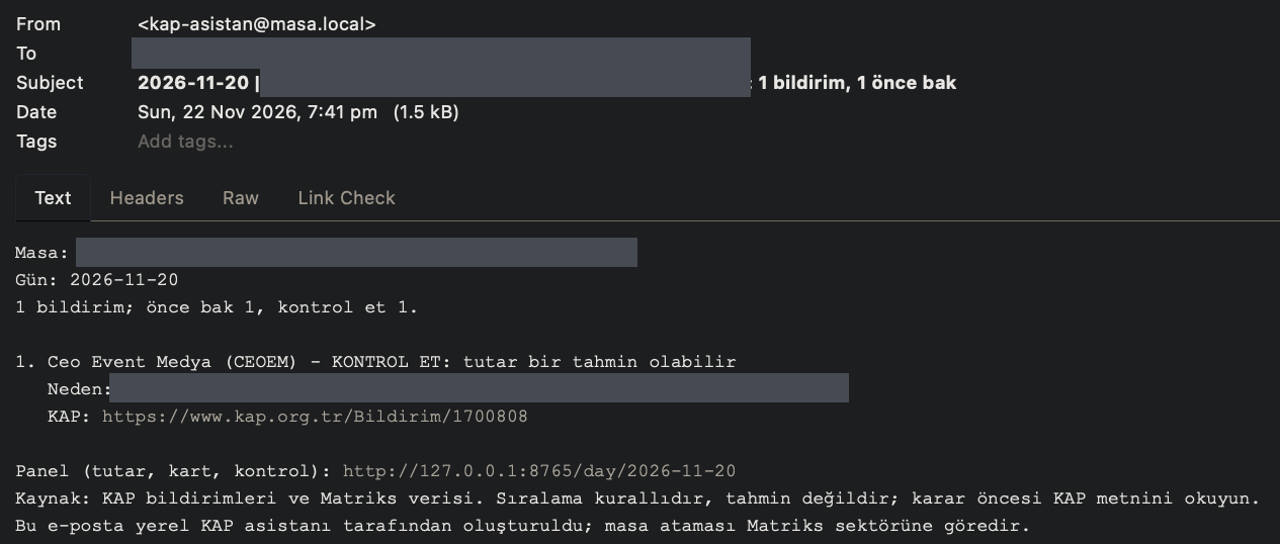 From <kap-asistan@masa.local>
To
Subject 2026-11-20 | : 1 bildirim, 1 önce bak
Date Sun, 22 Nov 2026, 7:41 pm (1.5 kB)
Tags Add tags...
Text Headers Raw Link Check
Masa:
Gün: 2026-11-20
1 bildirim; önce bak 1, kontrol et 1.
1. Ceo Event Medya (CEOEM) - KONTROL ET: tutar bir tahmin olabilir
Neden:
KAP: https://www.kap.org.tr/Bildirim/1700808
Panel (tutar, kart, kontrol): http://127.0.0.1:8765/day/2026-11-20
Kaynak: KAP bildirimleri ve Matriks verisi. Sıralama kurallıdır, tahmin değildir; karar öncesi KAP metnini okuyun.
Bu e-posta yerel KAP asistanı tarafından oluşturuldu; masa ataması Matriks sektörüne göredir.